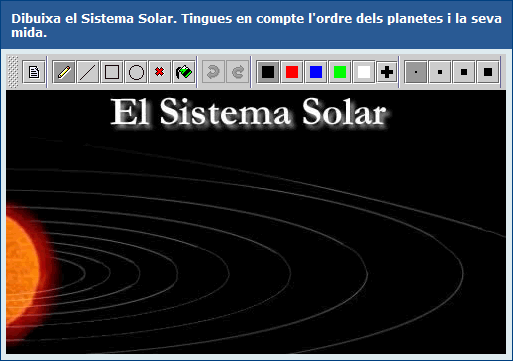 Dibuixa el Sistema Solar. Tingues en compte l'ordre dels planetes i la seva
mida.
El Sistema Solar